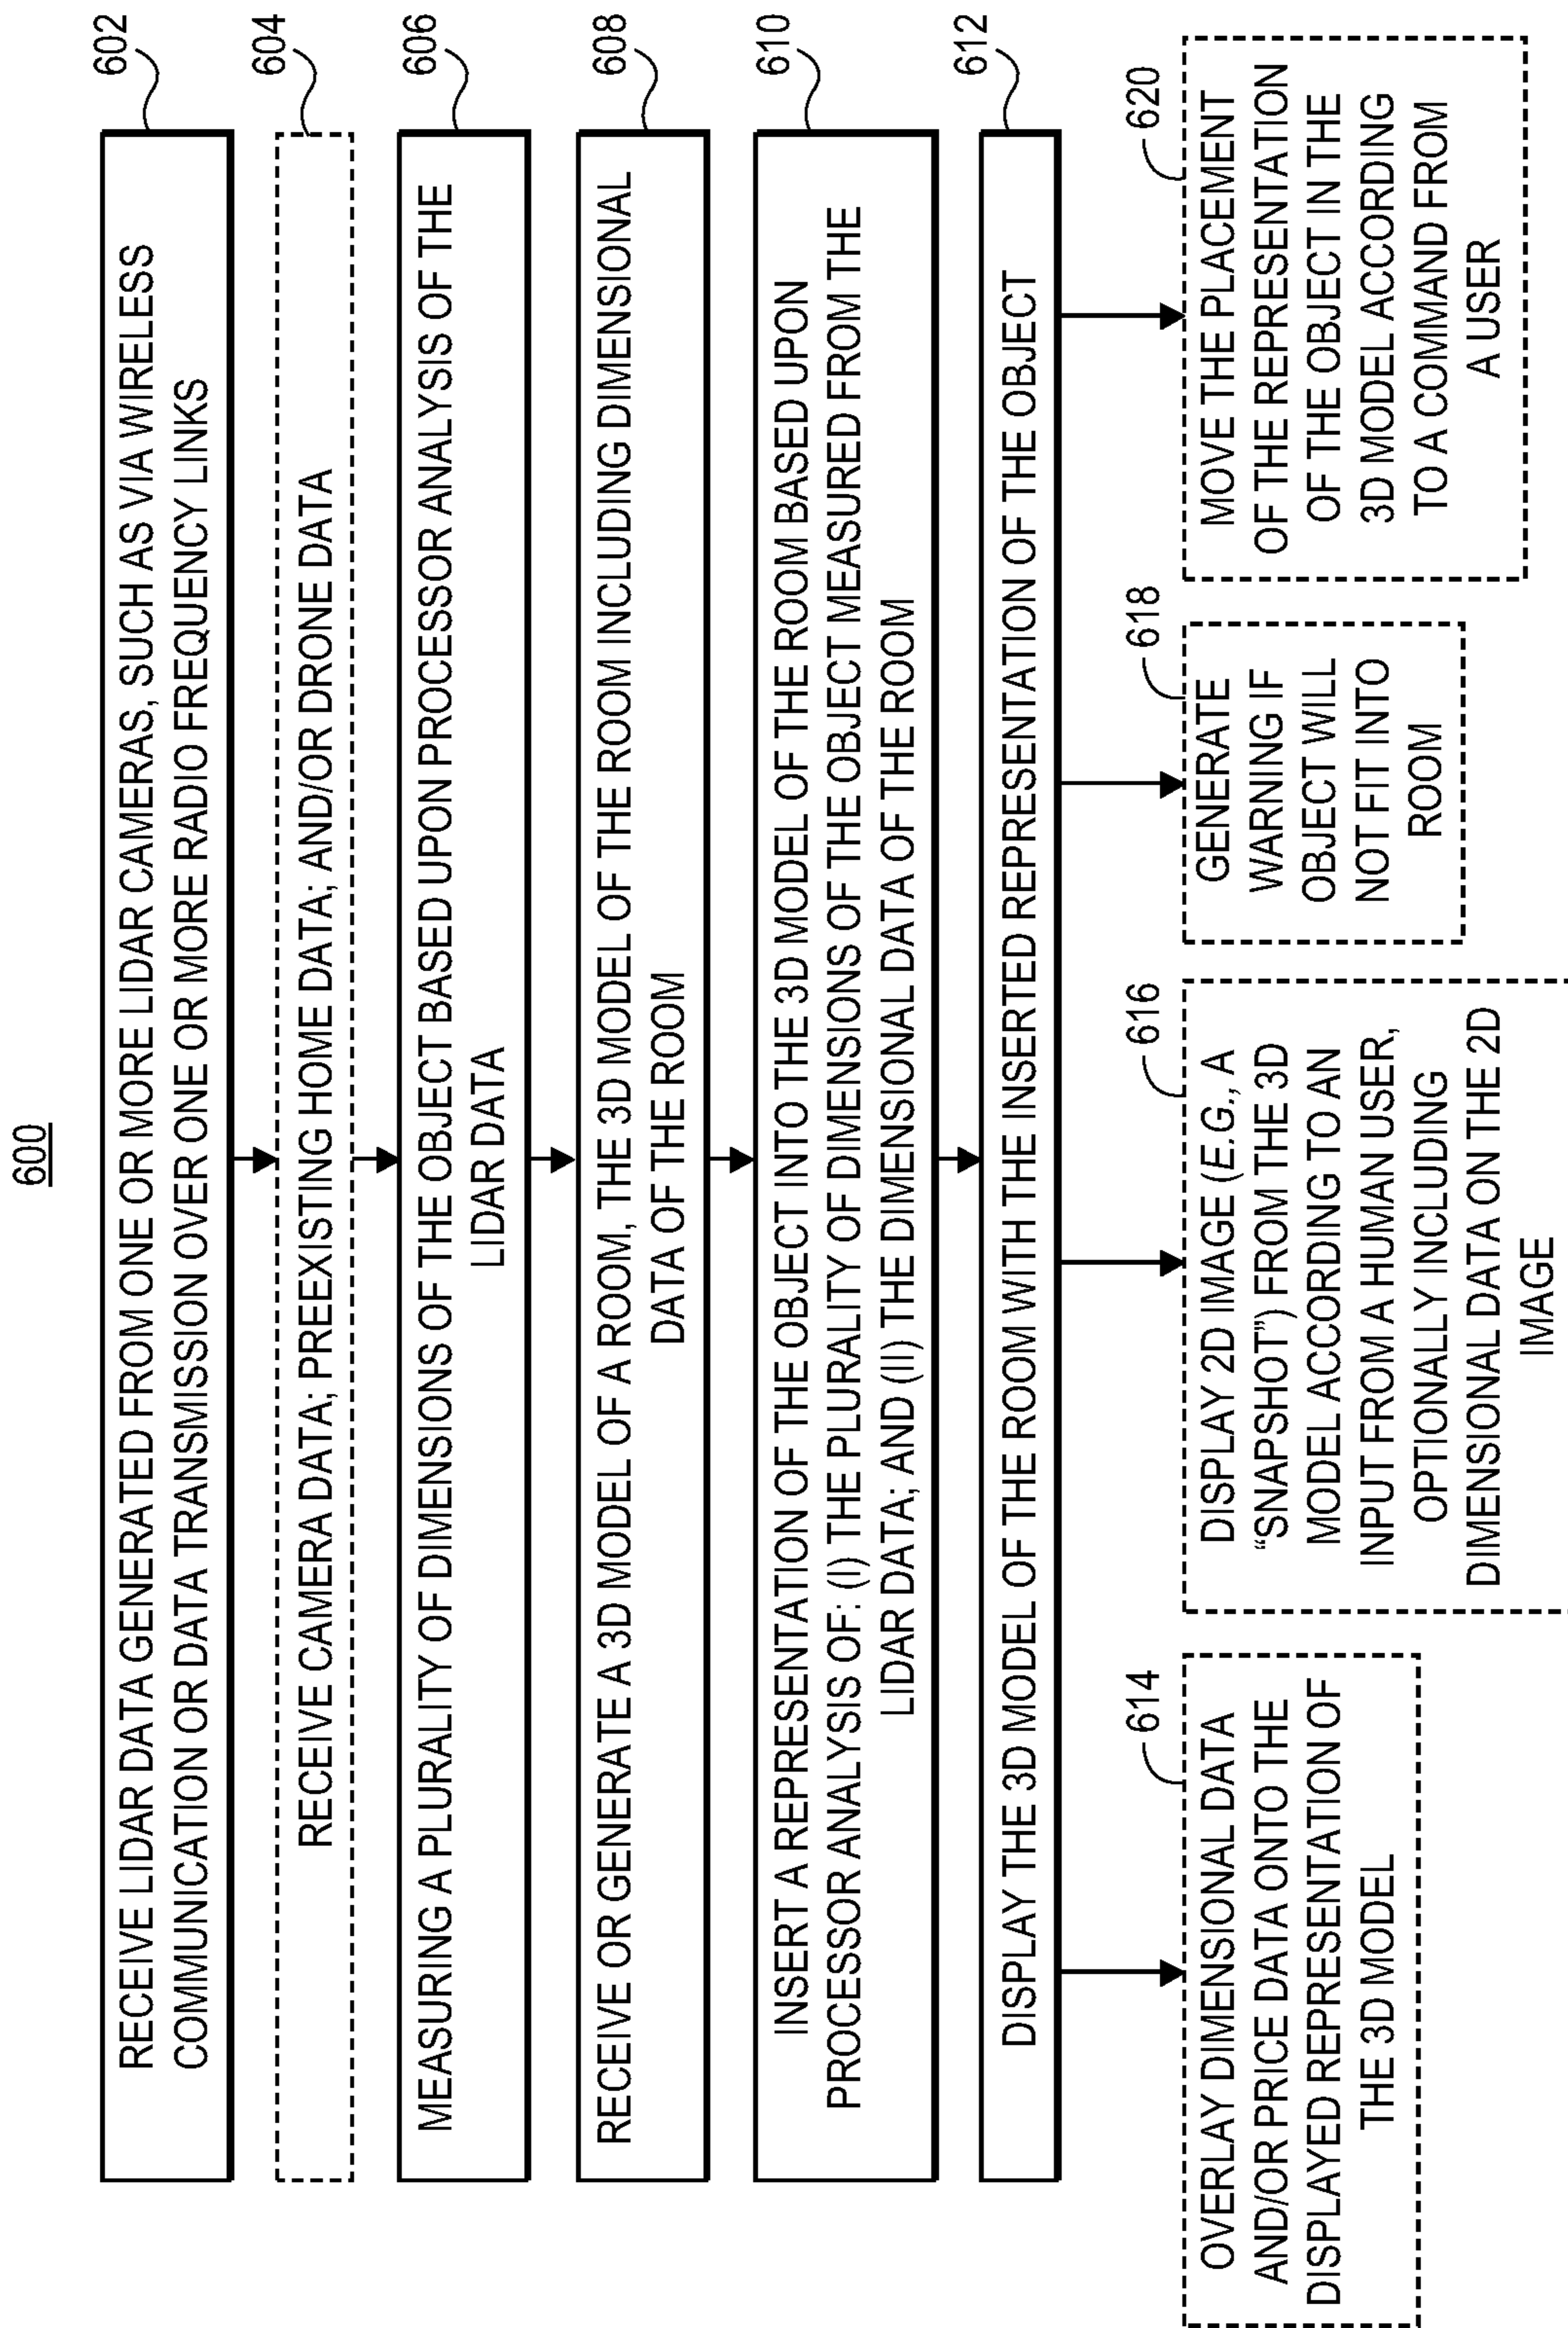 600
RECEIVE LIDAR DATA GENERATED FROM ONE OR MORE LIDAR CAMERAS, SUCH AS VIA WIRELESS
COMMUNICATION OR DATA TRANSMISSION OVER ONE OR MORE RADIO FREQUENCY LINKS
602
RECEIVE CAMERA DATA; PREEXISTING HOME DATA; AND/OR DRONE DATA
604
MEASURING A PLURALITY OF DIMENSIONS OF THE OBJECT BASED UPON PROCESSOR ANALYSIS OF THE
LIDAR DATA
606
RECEIVE OR GENERATE A 3D MODEL OF A ROOM, THE 3D MODEL OF THE ROOM INCLUDING DIMENSIONAL
DATA OF THE ROOM
608
INSERT A REPRESENTATION OF THE OBJECT INTO THE 3D MODEL OF THE ROOM BASED UPON
PROCESSOR ANALYSIS OF: (I) THE PLURALITY OF DIMENSIONS OF THE OBJECT MEASURED FROM THE
LIDAR DATA; AND (II) THE DIMENSIONAL DATA OF THE ROOM
610
DISPLAY THE 3D MODEL OF THE ROOM WITH THE INSERTED REPRESENTATION OF THE OBJECT
612
614
OVERLAY DIMENSIONAL DATA
AND/OR PRICE DATA ONTO THE
DISPLAYED REPRESENTATION OF
THE 3D MODEL
616
DISPLAY 2D IMAGE (E.G., A
“SNAPSHOT”) FROM THE 3D
MODEL ACCORDING TO AN
INPUT FROM A HUMAN USER,
OPTIONALLY INCLUDING
DIMENSIONAL DATA ON THE 2D
IMAGE
618
GENERATE
WARNING IF
OBJECT WILL
NOT FIT INTO
ROOM
620
MOVE THE PLACEMENT
OF THE REPRESENTATION
OF THE OBJECT IN THE
3D MODEL ACCORDING
TO A COMMAND FROM
A USER